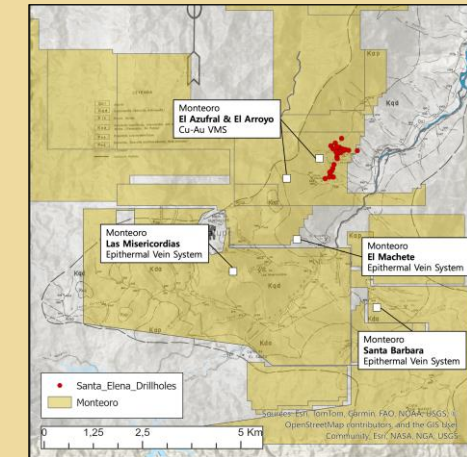 Kqd
Monteoro
El Azufral & El Arroyo
Cu-Au VMS
Monteoro
Las Misericordias
Epithermal Vein System
Monteoro
El Machete
Epithermal Vein System
Monteoro
Santa Barbara
Epithermal Vein System
Santa_Elena_Drillholes
Monteoro
0 1,25 2,5 5 Km
Sources: Esri, TomTom, Garmin, FAO, NOAA, USGS, ©
OpenStreetMap contributors, and the GIS User
Community, Esri, NASA, NGA, USGS